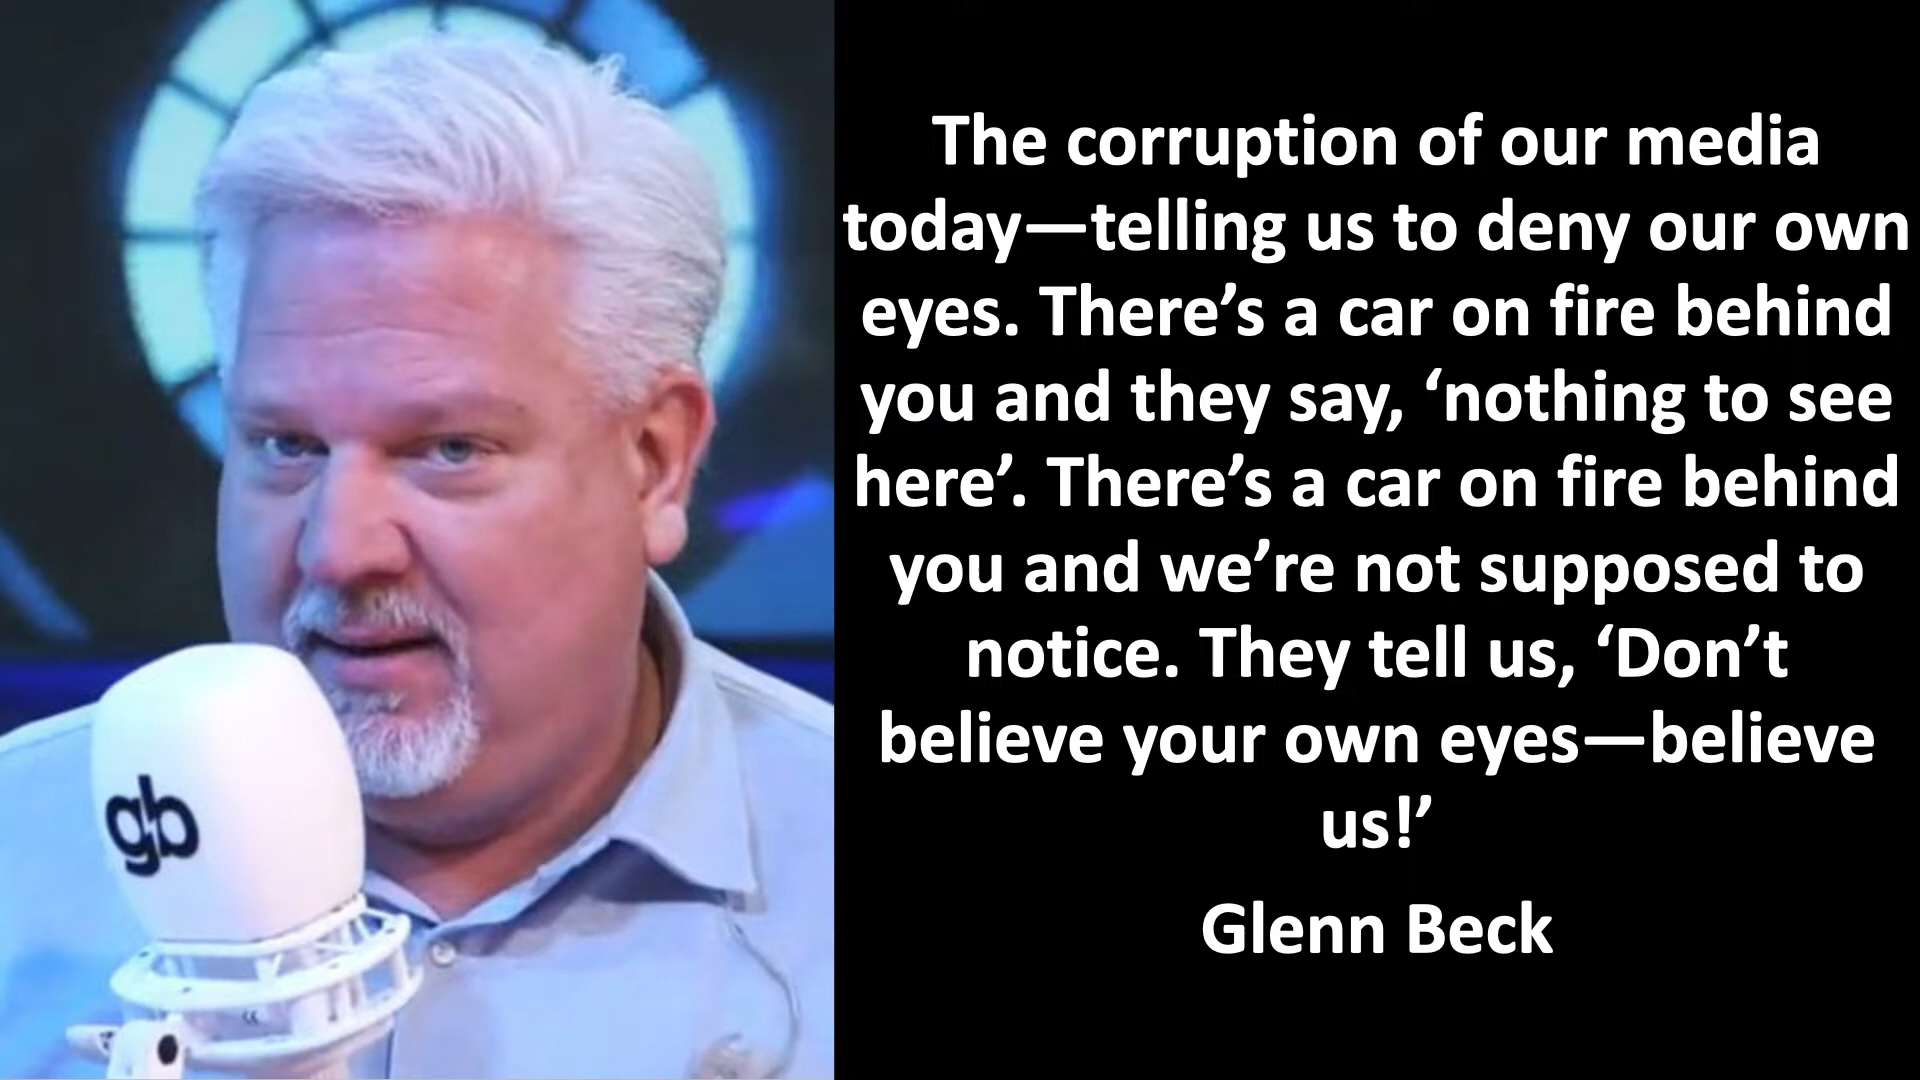 The corruption of our media
today—telling us to deny our own
eyes. There’s a car on fire behind
you and they say, ‘nothing to see
here’. There’s a car on fire behind
you and we’re not supposed to
notice. They tell us, ‘Don’t
believe your own eyes—believe
us!’
Glenn Beck
gb